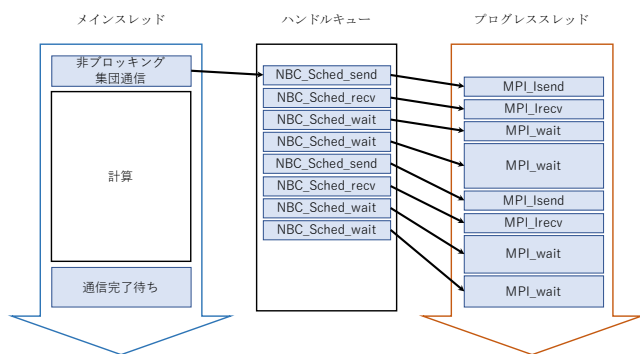 メインスレッド
ハンドルキュー
プログレススレッド
非ブロッキング
集団通信
計算
通信完了待ち
NBC_Sched_send
NBC_Sched_recv
NBC_Sched_wait
NBC_Sched_wait
NBC_Sched_send
NBC_Sched_recv
NBC_Sched_wait
NBC_Sched_wait
MPI_Isend
MPI_Irecv
MPI_wait
MPI_wait
MPI_Isend
MPI_Irecv
MPI_wait
MPI_wait